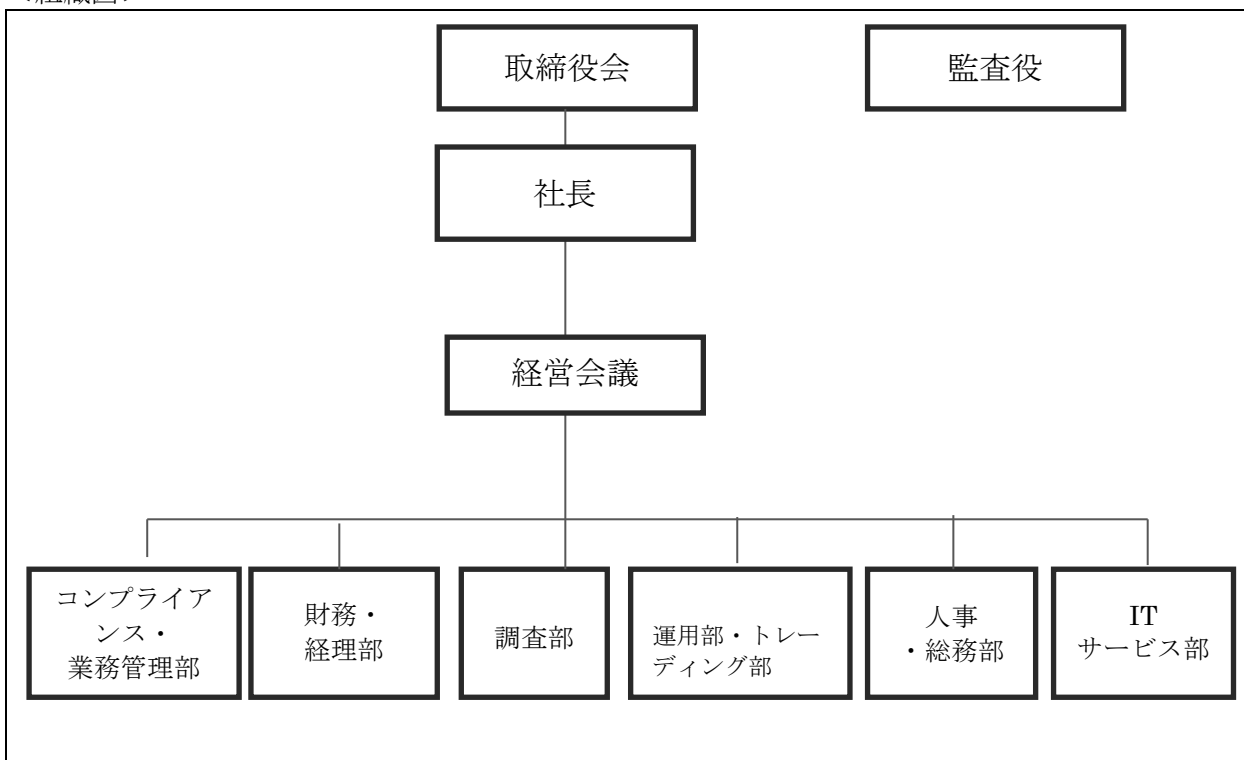 <組織図>
取締役会
監査役
社長
経営会議
コンプライア
ンス・
業務管理部
財務・
経理部
調査部
運用部・トレー
ディング部
人事
・総務部
IT
サービス部